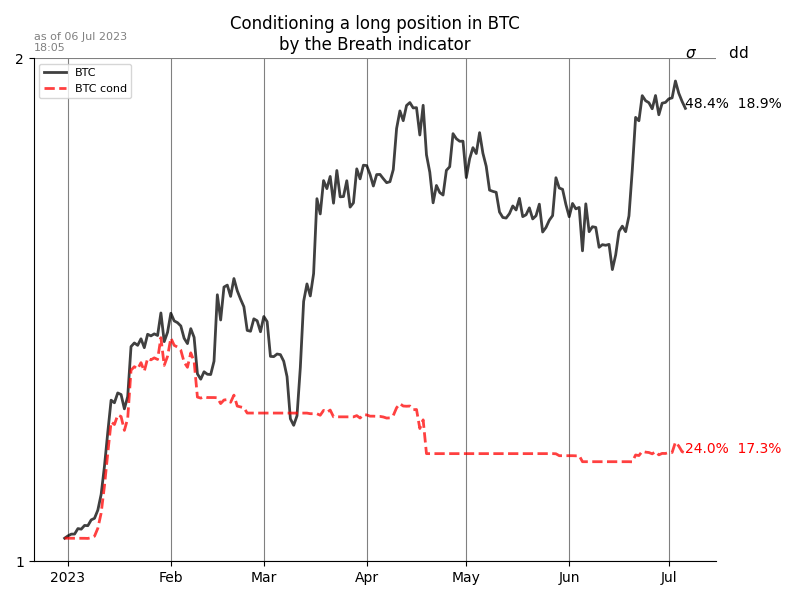 Conditioning a long position in BTC
by the Breath indicator
as of 06 Jul 2023
18:05
σ dd
2
BTC
BTC cond
48.4% 18.9%
24.0% 17.3%
1
2023 Feb Mar Apr May Jun Jul